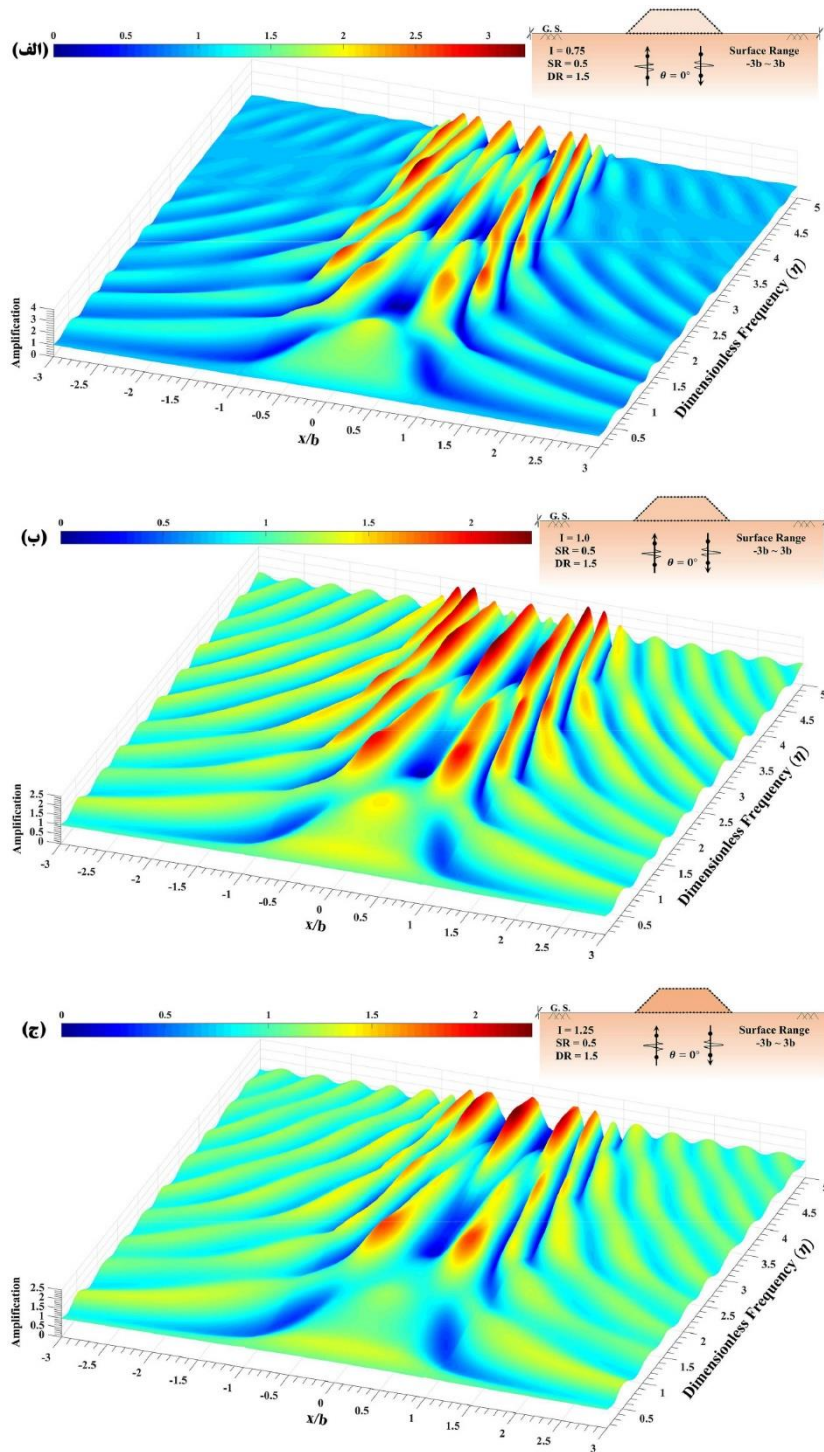 (الف)
0 0.5 1 1.5 2 2.5 3
G. S.
I = 0.75
SR = 0.5
DR = 1.5
θ = 0°
Surface Range
-3b ~ 3b
Amplification
4
3
2
1
0
-3 -2.5 -2 -1.5 -1 -0.5 0 0.5 1 1.5 2 2.5 3
x/b
0.5 1 1.5 2 2.5 3 3.5 4 4.5 5
Dimensionless Frequency (η)
(ب)
0 0.5 1 1.5 2
G. S.
I = 1.0
SR = 0.5
DR = 1.5
θ = 0°
Surface Range
-3b ~ 3b
Amplification
2.5
2
1.5
1
0.5
0
-3 -2.5 -2 -1.5 -1 -0.5 0 0.5 1 1.5 2 2.5 3
x/b
0.5 1 1.5 2 2.5 3 3.5 4 4.5 5
Dimensionless Frequency (η)
(ج)
0 0.5 1 1.5 2
G. S.
I = 1.25
SR = 0.5
DR = 1.5
θ = 0°
Surface Range
-3b ~ 3b
Amplification
2.5
2
1.5
1
0.5
0
-3 -2.5 -2 -1.5 -1 -0.5 0 0.5 1 1.5 2 2.5 3
x/b
0.5 1 1.5 2 2.5 3 3.5 4 4.5 5
Dimensionless Frequency (η)